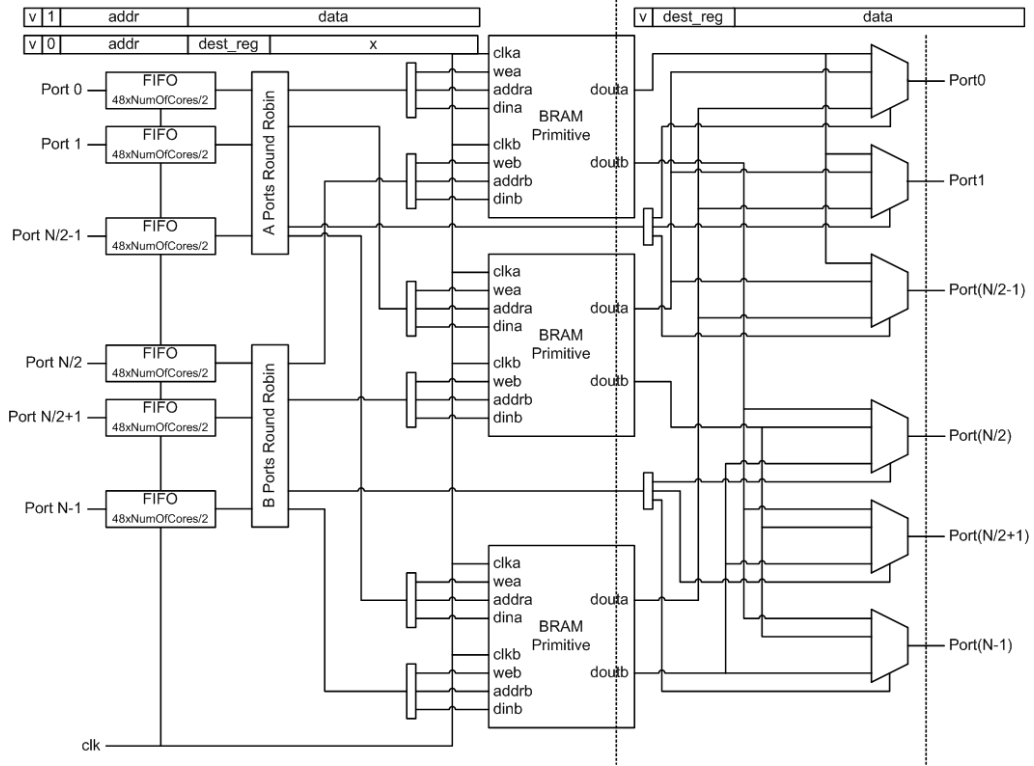 v 1 addr data
v dest_reg data
v 0 addr dest_reg x
Port 0
FIFO
48xNumOfCores/2
Port 1
FIFO
48xNumOfCores/2
Port N/2-1
FIFO
48xNumOfCores/2
A Ports Round Robin
Port N/2
FIFO
48xNumOfCores/2
Port N/2+1
FIFO
48xNumOfCores/2
Port N-1
FIFO
48xNumOfCores/2
B Ports Round Robin
clk
clka
wea
addra
dina
clkb
web
addrb
dinb
BRAM
Primitive
douta
doutb
clka
wea
addra
dina
clkb
web
addrb
dinb
BRAM
Primitive
douta
doutb
clka
wea
addra
dina
clkb
web
addrb
dinb
BRAM
Primitive
douta
doutb
Port0
Port1
Port(N/2-1)
Port(N/2)
Port(N/2+1)
Port(N-1)